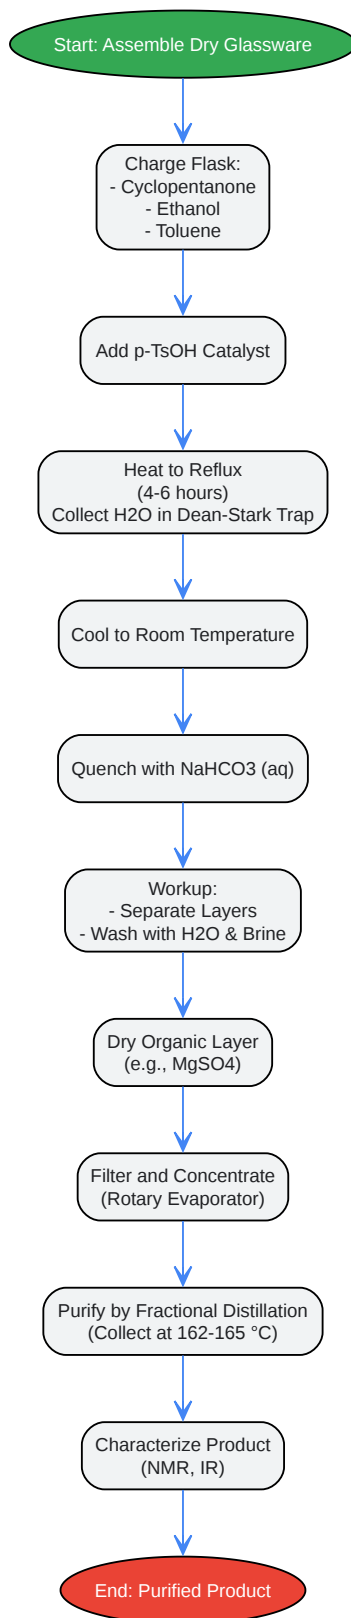 Start: Assemble Dry Glassware
Charge Flask:
- Cyclopentanone
- Ethanol
- Toluene
Add p-TsOH Catalyst
Heat to Reflux
(4-6 hours)
Collect H2O in Dean-Stark Trap
Cool to Room Temperature
Quench with NaHCO3 (aq)
Workup:
- Separate Layers
- Wash with H2O & Brine
Dry Organic Layer
(e.g., MgSO4)
Filter and Concentrate
(Rotary Evaporator)
Purify by Fractional Distillation
(Collect at 162-165 °C)
Characterize Product
(NMR, IR)
End: Purified Product